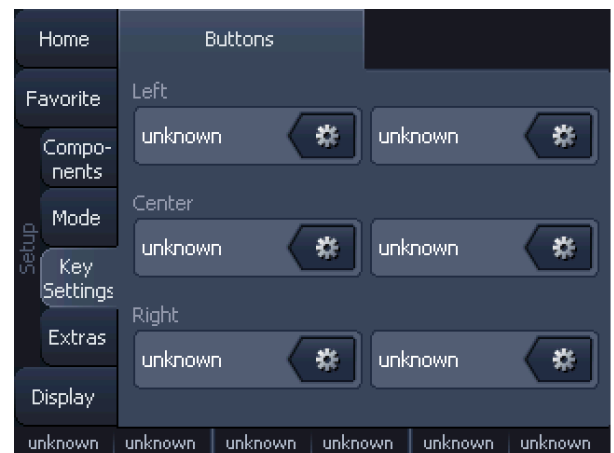 Home
Buttons
Favorite
Left
unknown
unknown
Compo-
nents
Setup
Mode
Center
unknown
unknown
Key
Settings
Extras
Right
unknown
unknown
Display
unknown unknown unknown unknown unknown unknown